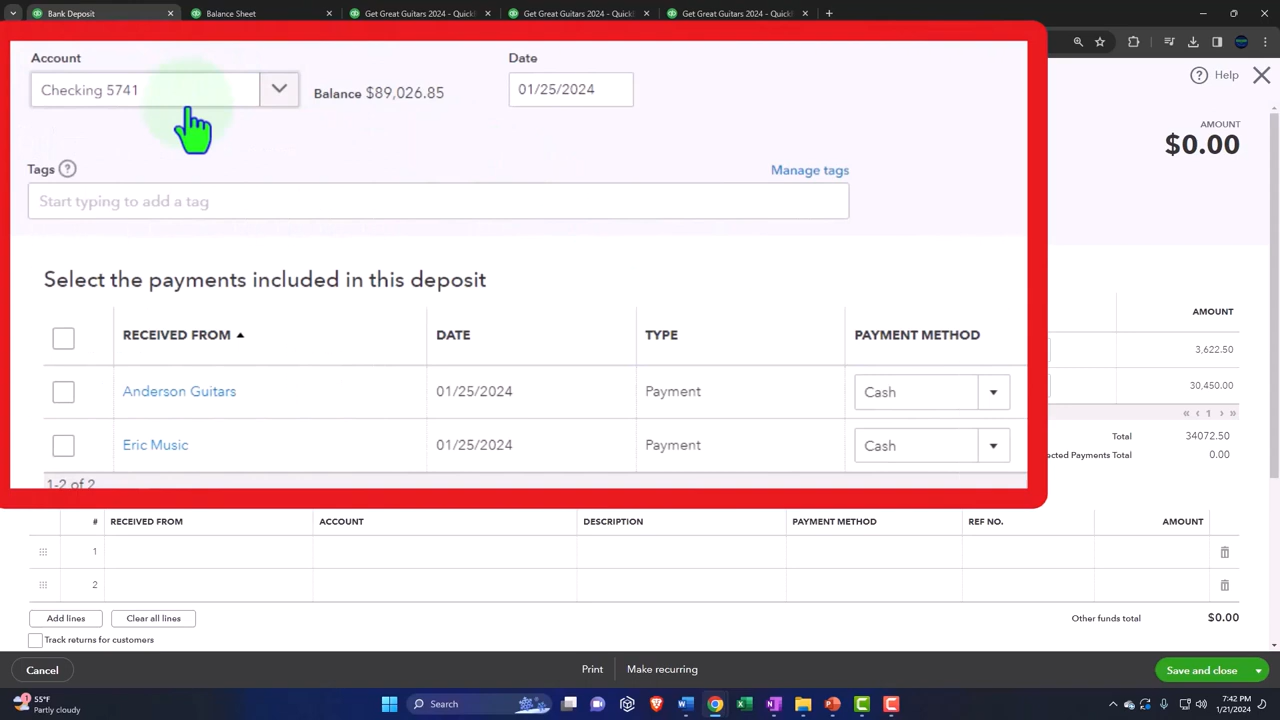 Bank Deposit
Balance Sheet
Get Great Guitars 2024 - Quick
Get Great Guitars 2024 - Quick
Get Great Guitars 2024 - Quick
Help
Account
Date
Checking 5741
Balance $89,026.85
01/25/2024
AMOUNT
$0.00
Tags
Manage tags
Start typing to add a tag
Select the payments included in this deposit
RECEIVED FROM DATE TYPE PAYMENT METHOD AMOUNT
Anderson Guitars 01/25/2024 Payment Cash 3,622.50
Eric Music 01/25/2024 Payment Cash 30,450.00
1-2 of 2
« < 1 > »
Total 34072.50
Payments Total 0.00
# RECEIVED FROM ACCOUNT DESCRIPTION PAYMENT METHOD REF NO. AMOUNT
1
2
Add lines Clear all lines
Other funds total $0.00
Track returns for customers
Cancel Print Make recurring Save and close
1
55°F
Partly cloudy
Search
7:42 PM
1/21/2024